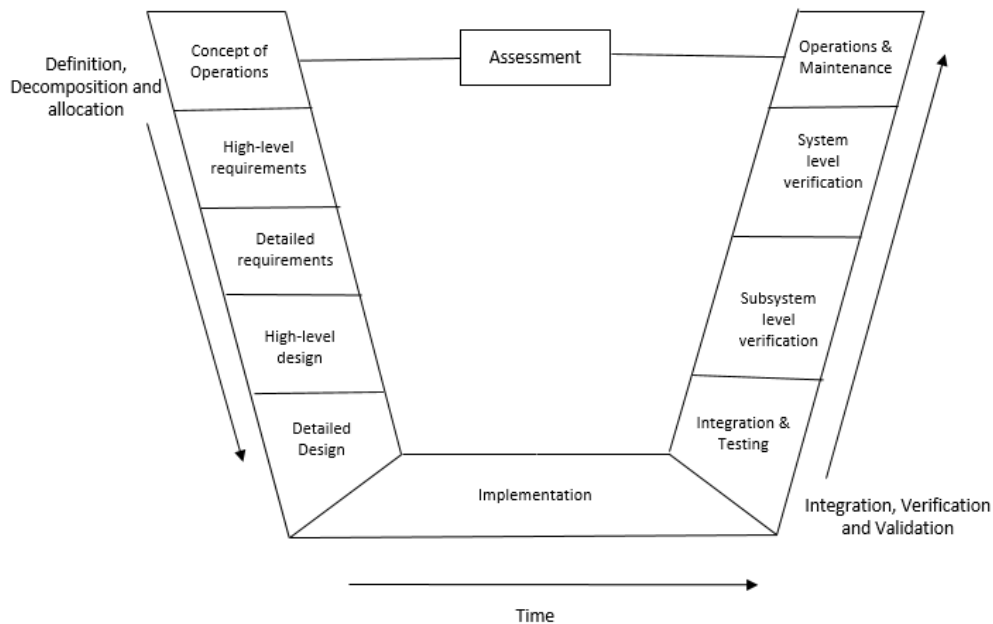 Definition,
Decomposition and
allocation
Concept of
Operations
High-level
requirements
Detailed
requirements
High-level
design
Detailed
Design
Assessment
Implementation
Operations &
Maintenance
System
level
verification
Subsystem
level
verification
Integration &
Testing
Integration, Verification
and Validation
Time